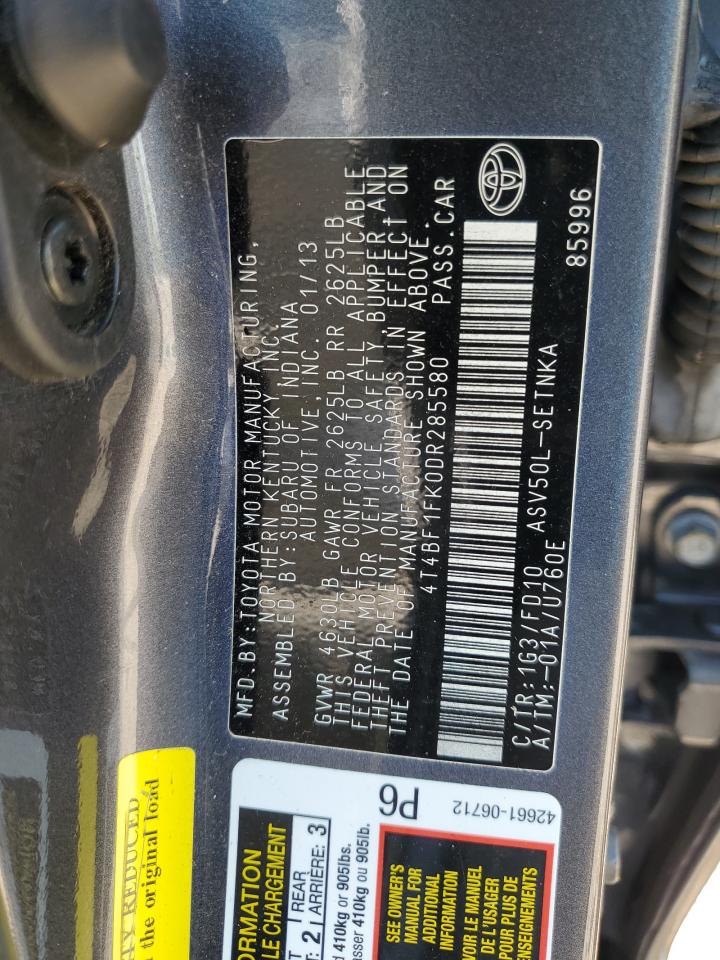 MFD.BY:TOYOTA MOTOR MANUFACTURING,
NORTHERN KENTUCKY INC.
ASSEMBLED BY:SUBARU OF INDIANA
AUTOMOTIVE,INC. 01/13
GVWR 4630LB GAWR FR 2625LB RR 2625LB
THIS VEHICLE CONFORMS TO ALL APPLICABLE
FEDERAL MOTOR VEHICLE SAFETY,BUMPER AND
THEFT PREVENTION STANDARDS IN EFFECT ON
THE DATE OF MANUFACTURE SHOWN ABOVE.
4T4BF1FK0DR285580 PASS.CAR
C/TR:1G3/FD10 ASV50L-SETNKA
A/TM:-01A/U760E 85996
REDUCED
the original load
P6
42661-06712
ORMATION
LE CHARGEMENT
REAR
2 ARRIÈRE: 3
410kg or 905lbs.
asser 410kg ou 905lb.
SEE OWNER'S
MANUAL FOR
ADDITIONAL
INFORMATION
VOIR LE MANUEL
DE L'USAGER
POUR PLUS DE
RENSEIGNEMENTS